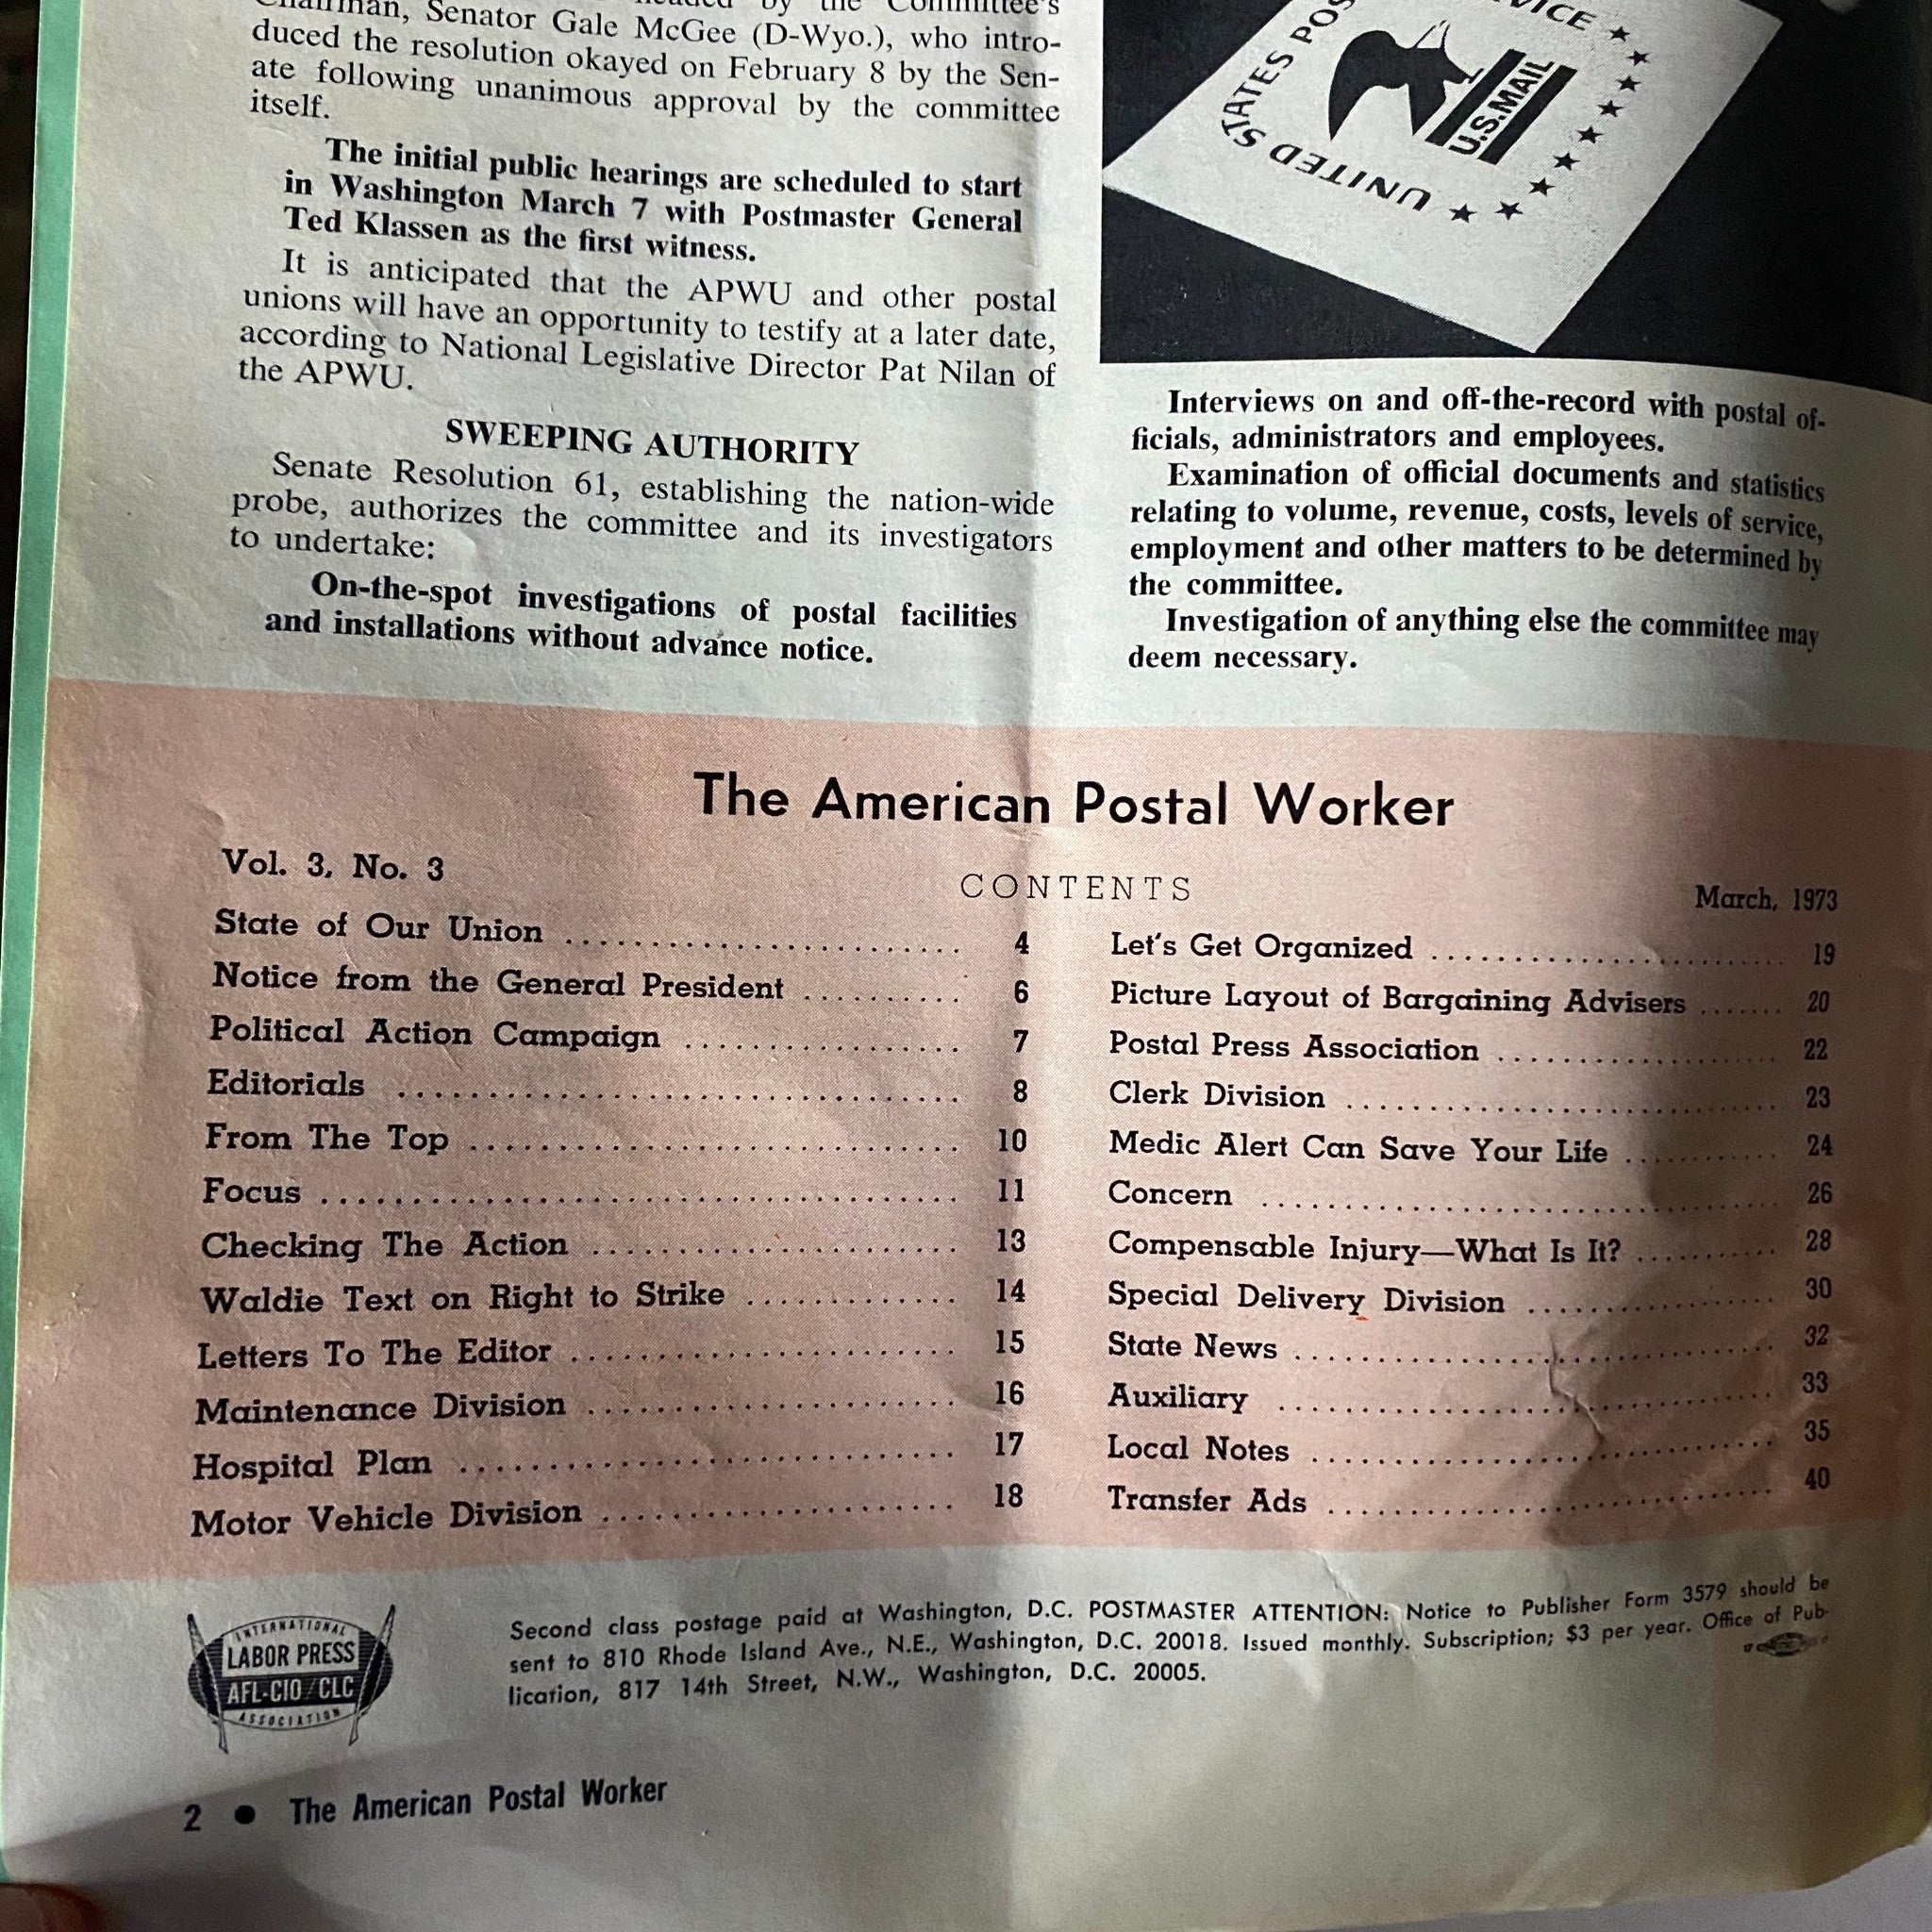 Chairman, Senator Gale McGee (D-Wyo.), who intro-
duced the resolution okayed on February 8 by the Sen-
ate following unanimous approval by the committee
itself.
The initial public hearings are scheduled to start
in Washington March 7 with Postmaster General
Ted Klassen as the first witness.
It is anticipated that the APWU and other postal
unions will have an opportunity to testify at a later date,
according to National Legislative Director Pat Nilan of
the APWU.
SWEEPING AUTHORITY
Senate Resolution 61, establishing the nation-wide
probe, authorizes the committee and its investigators
to undertake:
On-the-spot investigations of postal facilities
and installations without advance notice.
UNITED STATES
U.S.MAIL
Interviews on and off-the-record with postal of-
ficials, administrators and employees.
Examination of official documents and statistics
relating to volume, revenue, costs, levels of service,
employment and other matters to be determined by
the committee.
Investigation of anything else the committee may
deem necessary.
The American Postal Worker
Vol. 3, No. 3
CONTENTS
March, 1973
State of Our Union ........................ 4
Notice from the General President .......... 6
Political Action Campaign ................. 7
Editorials ................................ 8
From The Top .............................. 10
Focus ..................................... 11
Checking The Action ....................... 13
Waldie Text on Right to Strike ............. 14
Letters To The Editor ...................... 15
Maintenance Division ...................... 16
Hospital Plan ............................. 17
Motor Vehicle Division .................... 18
Let's Get Organized ....................... 19
Picture Layout of Bargaining Advisers ....... 20
Postal Press Association .................. 22
Clerk Division ............................ 23
Medic Alert Can Save Your Life ............ 24
Concern ................................... 26
Compensable Injury—What Is It? ........... 28
Special Delivery Division .................. 30
State News ................................ 32
Auxiliary ................................. 33
Local Notes ............................... 35
Transfer Ads .............................. 40
INTERNATIONAL
LABOR PRESS
AFL-CIO/CLC
ASSOCIATION
Second class postage paid at Washington, D.C. POSTMASTER ATTENTION: Notice to Publisher Form 3579 should be
sent to 810 Rhode Island Ave., N.E., Washington, D.C. 20018. Issued monthly. Subscription; $3 per year. Office of Pub-
lication, 817 14th Street, N.W., Washington, D.C. 20005.
2 • The American Postal Worker